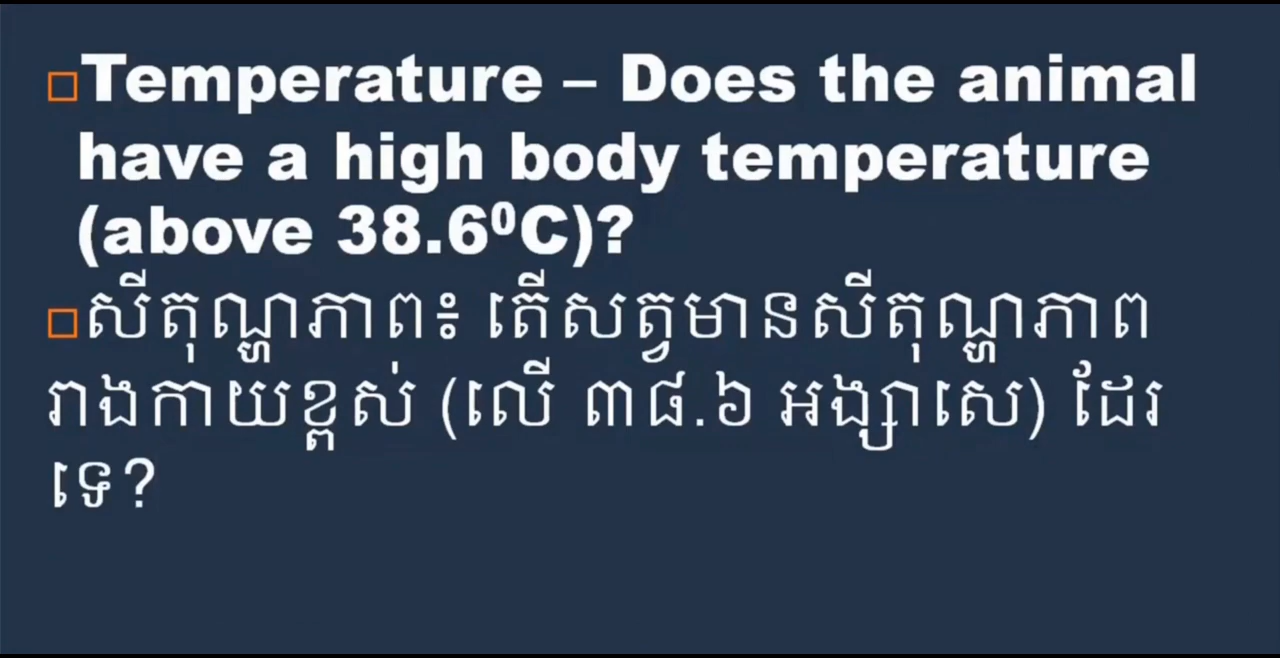 Temperature – Does the animal
have a high body temperature
(above 38.6⁰C)?
សីតុណ្ហភាព៖ តើសត្វមានសីតុណ្ហភាព
រាងកាយខ្ពស់ (លើ ៣៨.៦ អង្សាសេ) ដែរ
ទេ?